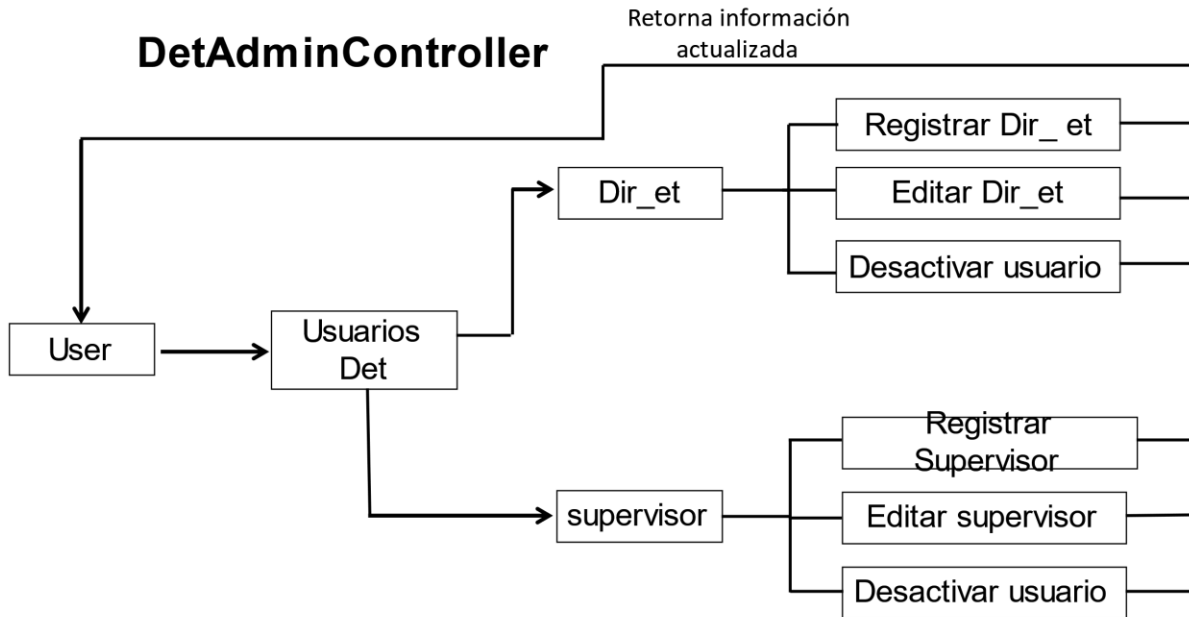 Retorna información
actualizada
DetAdminController
Registrar Dir_ et
Dir_et
Editar Dir_et
Desactivar usuario
User
Usuarios
Det
Registrar
Supervisor
supervisor
Editar supervisor
Desactivar usuario